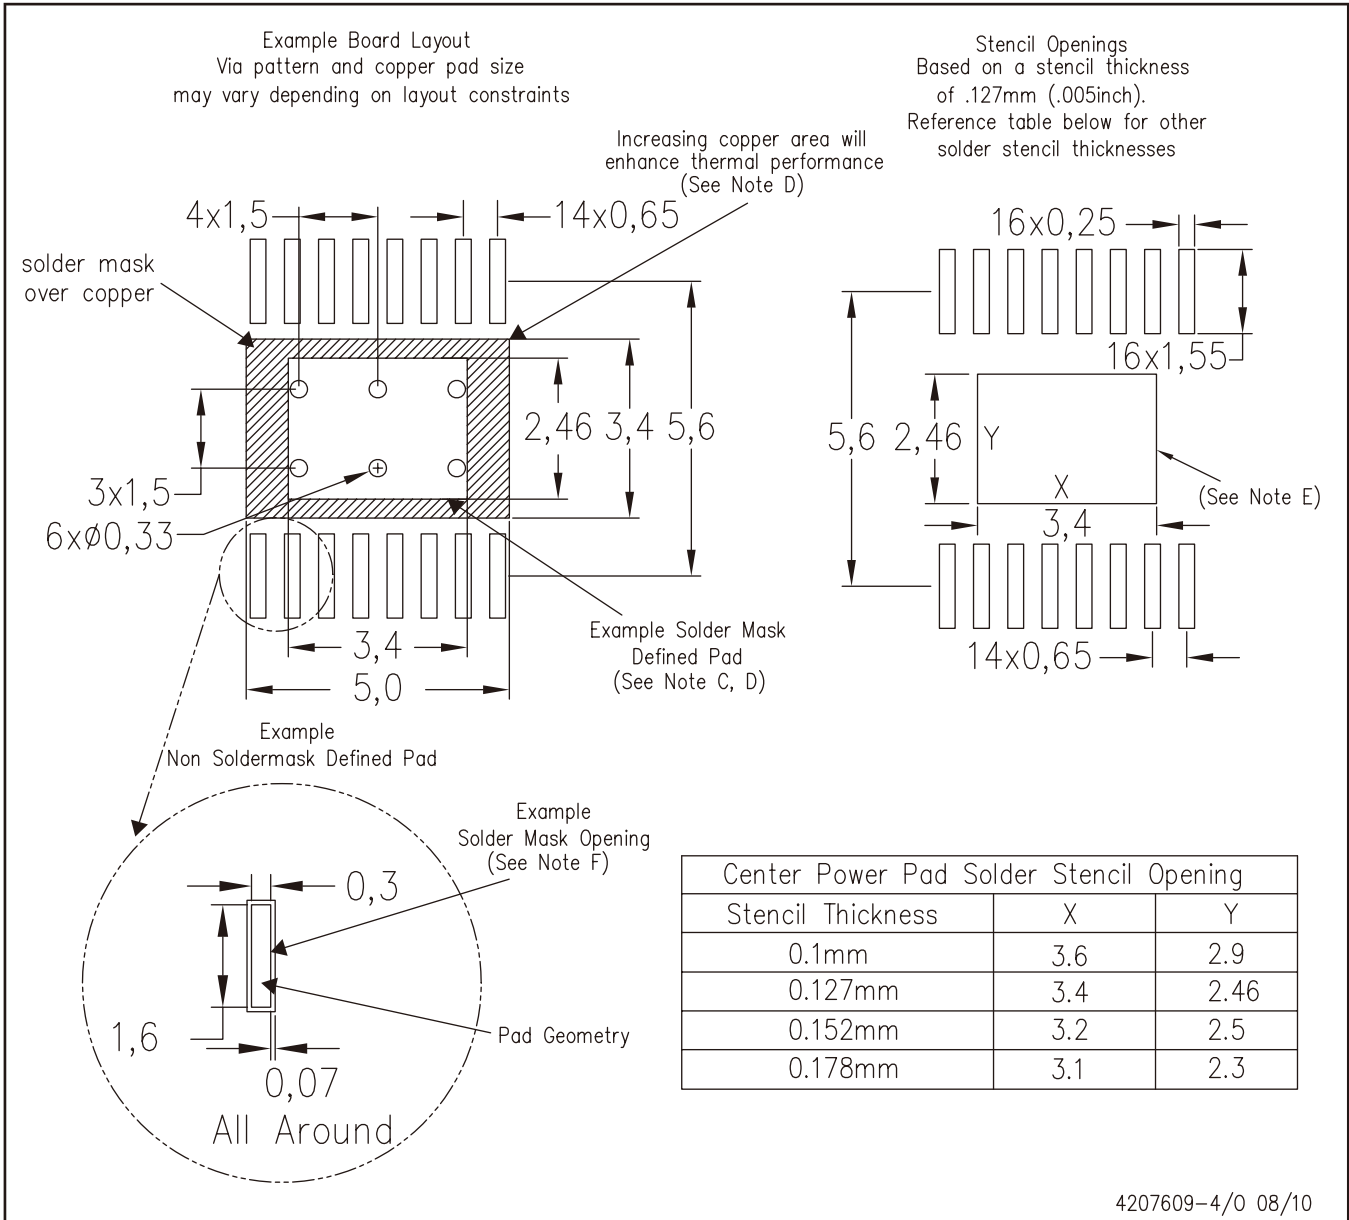 Example Board Layout
Via pattern and copper pad size
may vary depending on layout constraints
Stencil Openings
Based on a stencil thickness
of .127mm (.005inch).
Reference table below for other
solder stencil thicknesses
Increasing copper area will
enhance thermal performance
(See Note D)
4x1,5
14x0,65
solder mask
over copper
2,46
3,4
5,6
3x1,5
6xø0,33
3,4
5,0
Example Solder Mask
Defined Pad
(See Note C, D)
16x0,25
16x1,55
5,6
2,46
Y
X
3,4
(See Note E)
14x0,65
Example
Non Soldermask Defined Pad
Example
Solder Mask Opening
(See Note F)
0,3
1,6
0,07
All Around
Pad Geometry
Center Power Pad Solder Stencil Opening
Stencil Thickness X Y
0.1mm 3.6 2.9
0.127mm 3.4 2.46
0.152mm 3.2 2.5
0.178mm 3.1 2.3
4207609-4/O 08/10